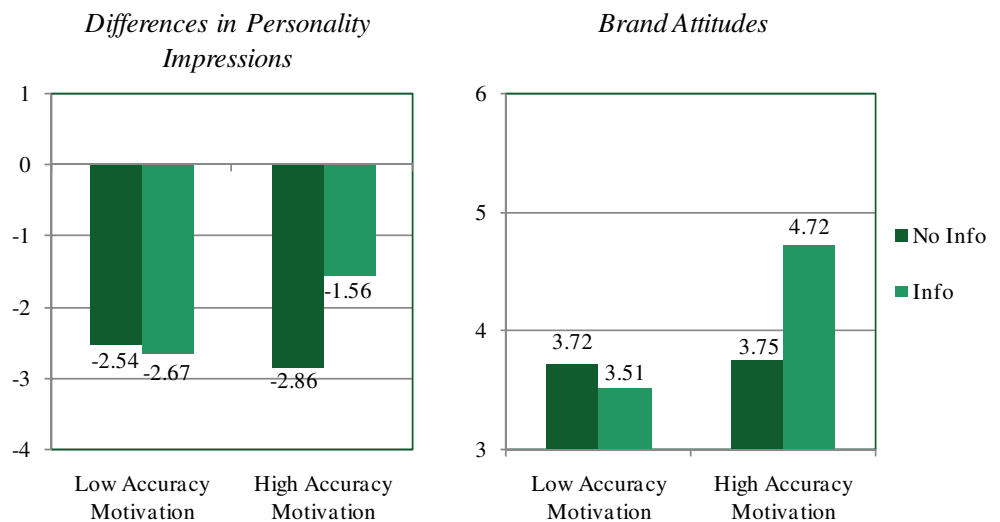 Differences in Personality
Impressions
1
0
-1
-2
-3
-4
-2.54
-2.67
-2.86
-1.56
Low Accuracy
Motivation
High Accuracy
Motivation
Brand Attitudes
6
5
4
3
3.72
3.51
3.75
4.72
Low Accuracy
Motivation
High Accuracy
Motivation
No Info
Info